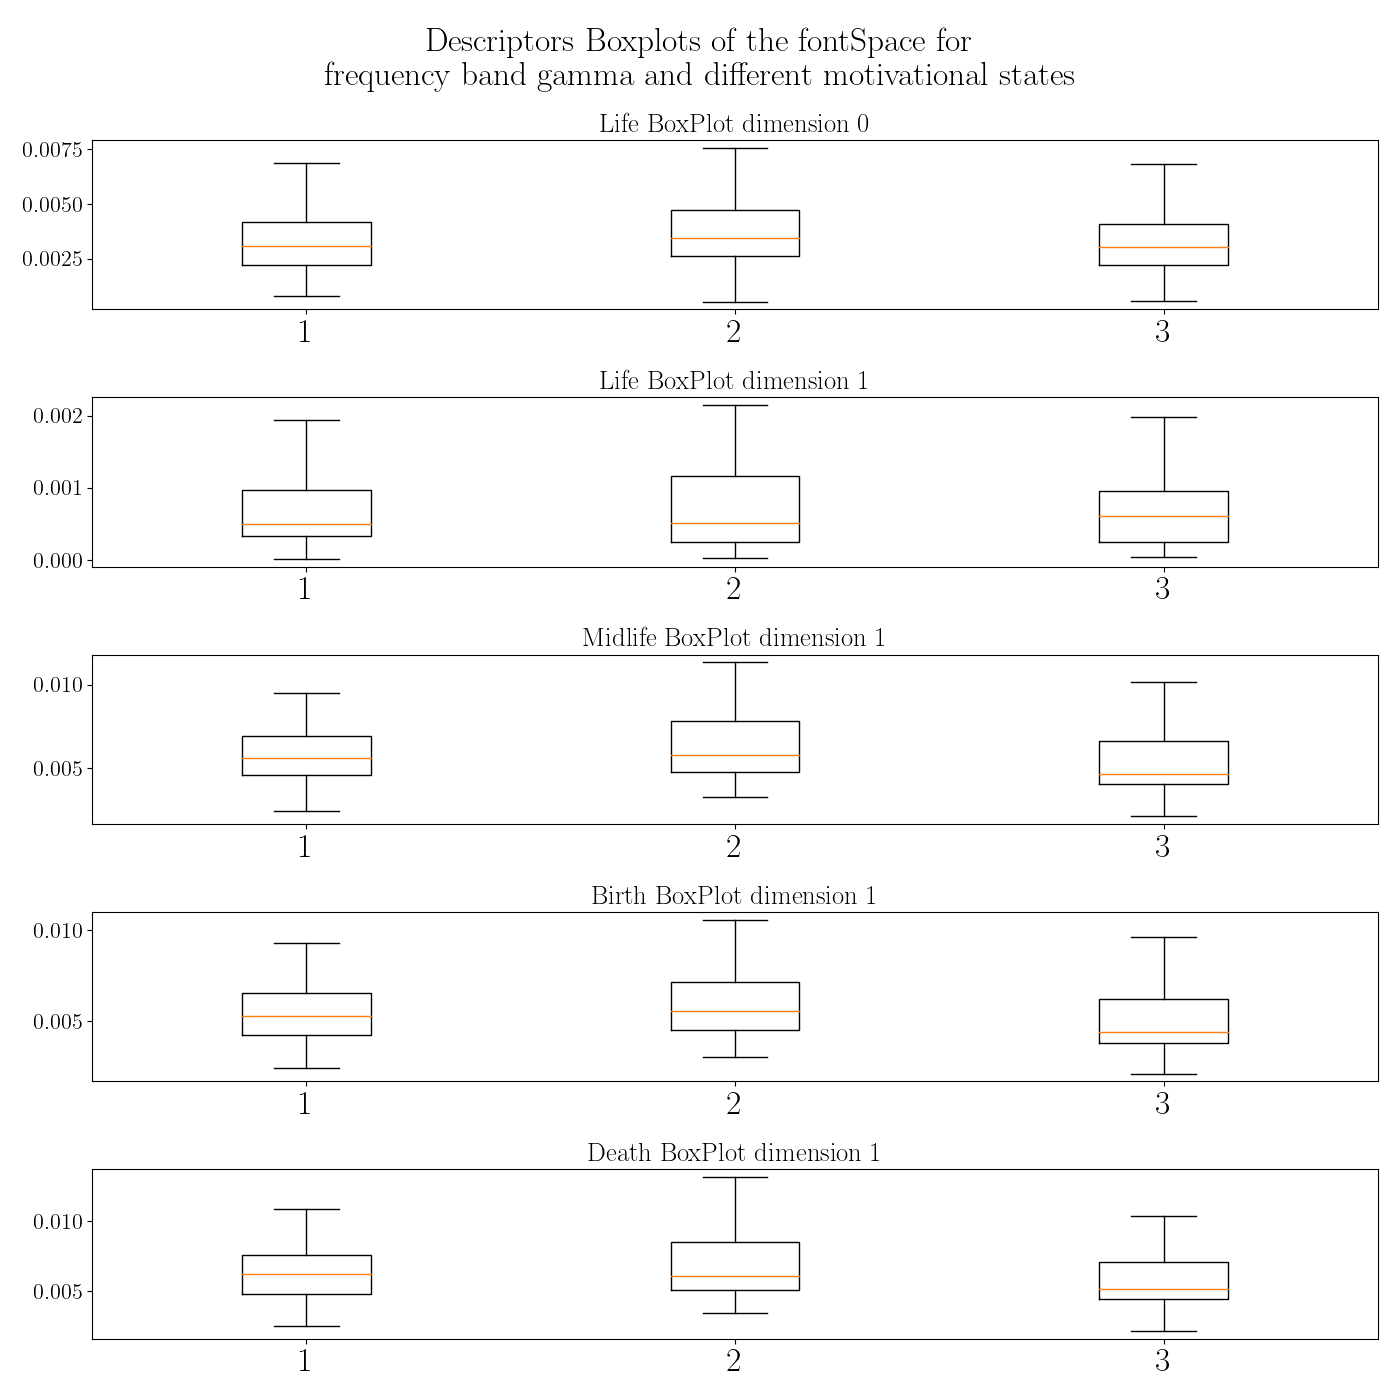 Descriptors Boxplots of the fontSpace for
frequency band gamma and different motivational states
Life BoxPlot dimension 0
0.0075
0.0050
0.0025
1 2 3
Life BoxPlot dimension 1
0.002
0.001
0.000
1 2 3
Midlife BoxPlot dimension 1
0.010
0.005
1 2 3
Birth BoxPlot dimension 1
0.010
0.005
1 2 3
Death BoxPlot dimension 1
0.010
0.005
1 2 3